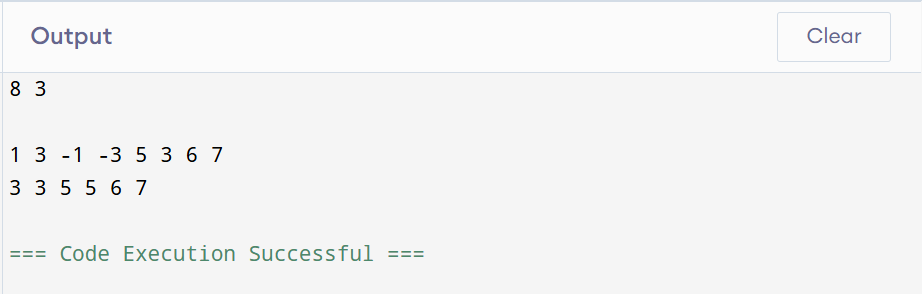 Output
Clear
8 3
1 3 -1 -3 5 3 6 7
3 3 5 5 6 7
=== Code Execution Successful ===